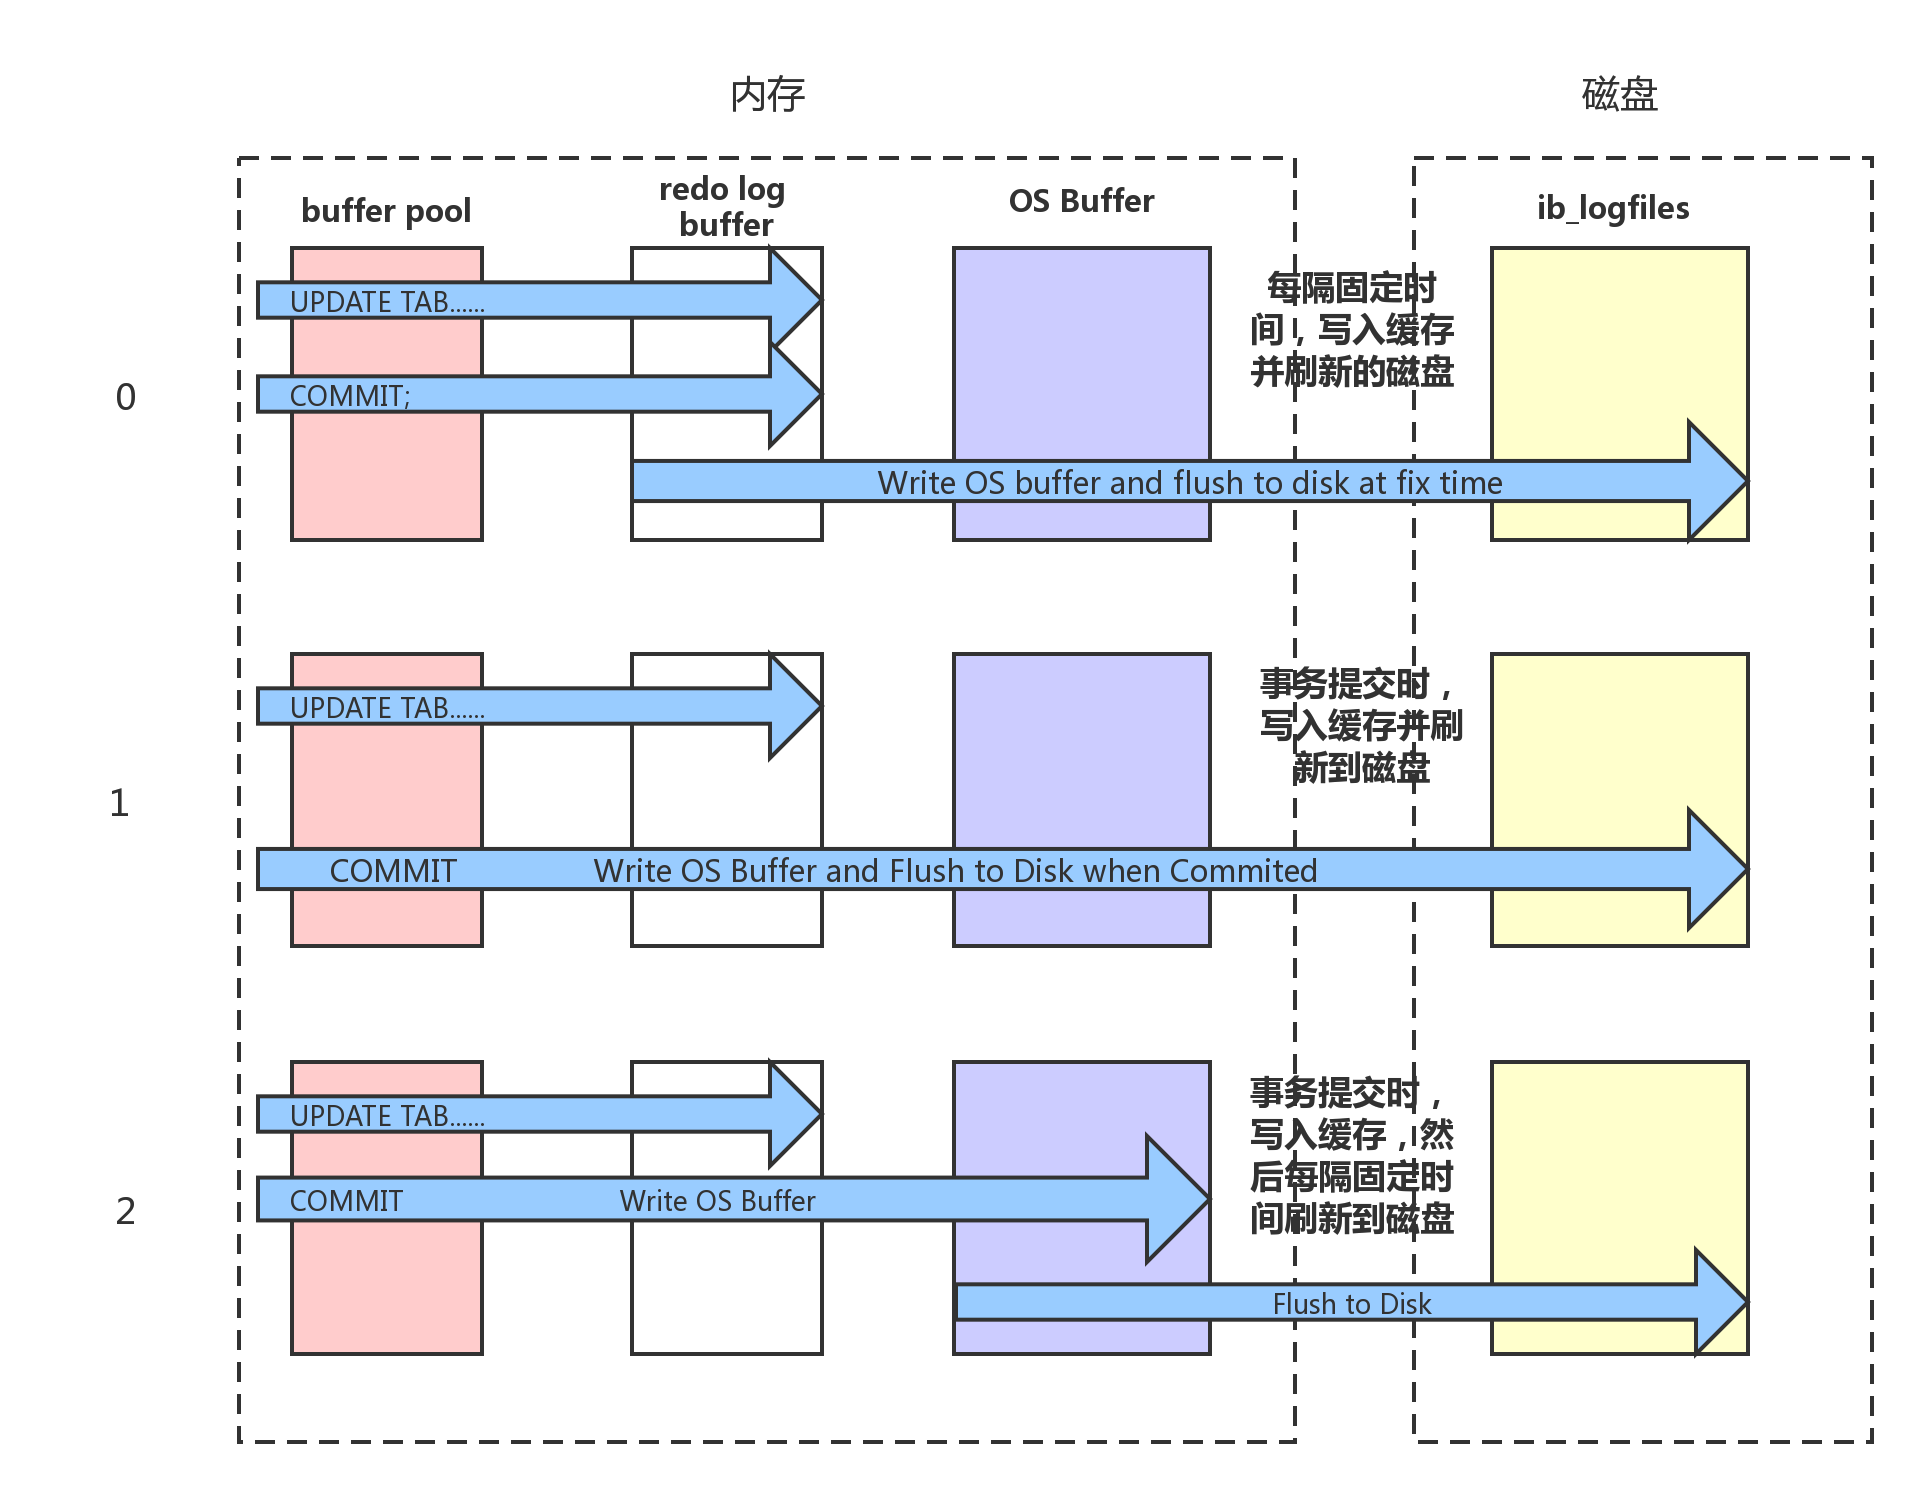 内存
磁盘
buffer pool
redo log
buffer
OS Buffer
ib_logfiles
0
UPDATE TAB......
COMMIT;
每隔固定时
间，写入缓存
并刷新的磁盘
Write OS buffer and flush to disk at fix time
1
UPDATE TAB......
事务提交时，
写入缓存并刷
新到磁盘
COMMIT
Write OS Buffer and Flush to Disk when Commited
2
UPDATE TAB......
COMMIT
Write OS Buffer
事务提交时，
写入缓存，然
后每隔固定时
间刷新到磁盘
Flush to Disk